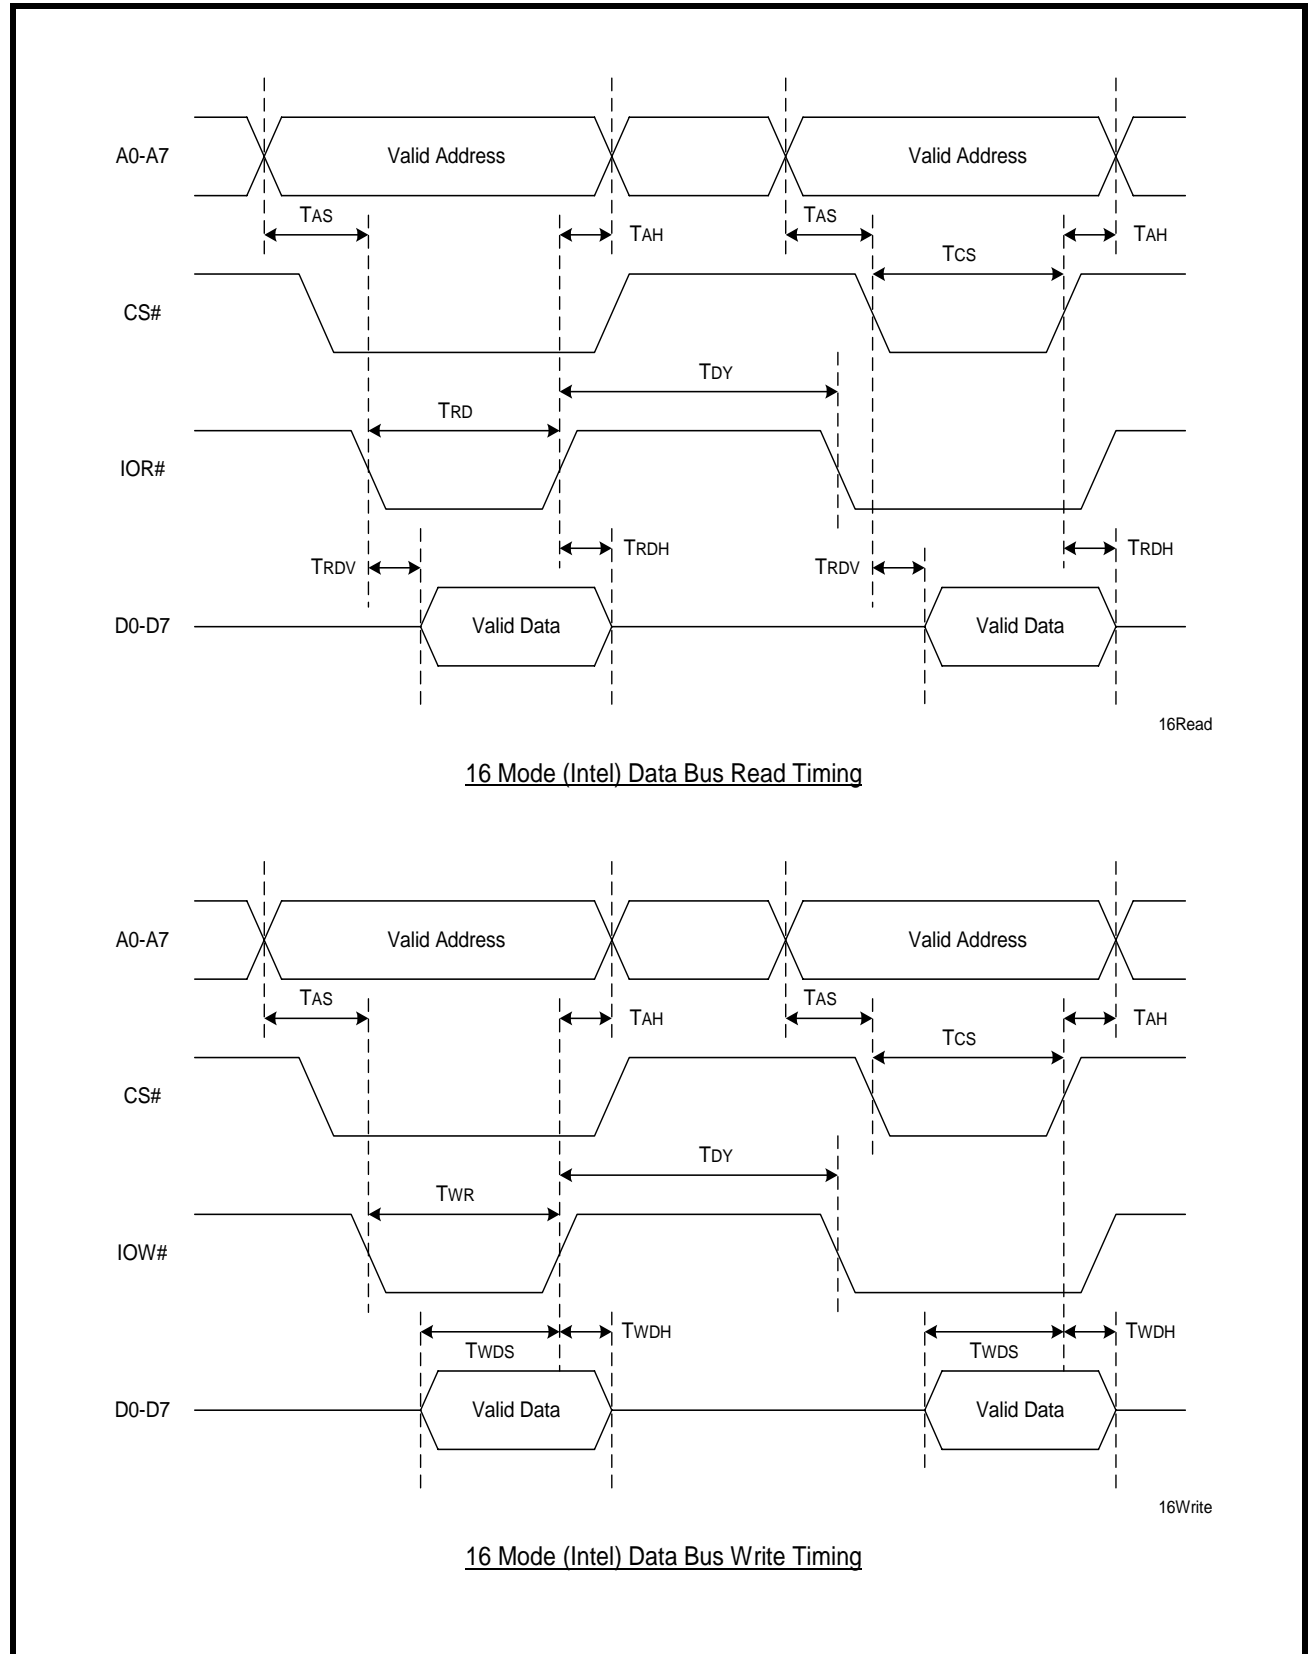 A0-A7 Valid Address Valid Address
TAS TAH TAS TAH
TCS
CS#
TDY
TRD
IOR#
TRDH TRDH
TRDV TRDV
D0-D7 Valid Data Valid Data
16Read
16 Mode (Intel) Data Bus Read Timing
A0-A7 Valid Address Valid Address
TAS TAH TAS TAH
TCS
CS#
TDY
TWR
IOW#
TWDH TWDH
TWDS TWDS
D0-D7 Valid Data Valid Data
16Write
16 Mode (Intel) Data Bus Write Timing